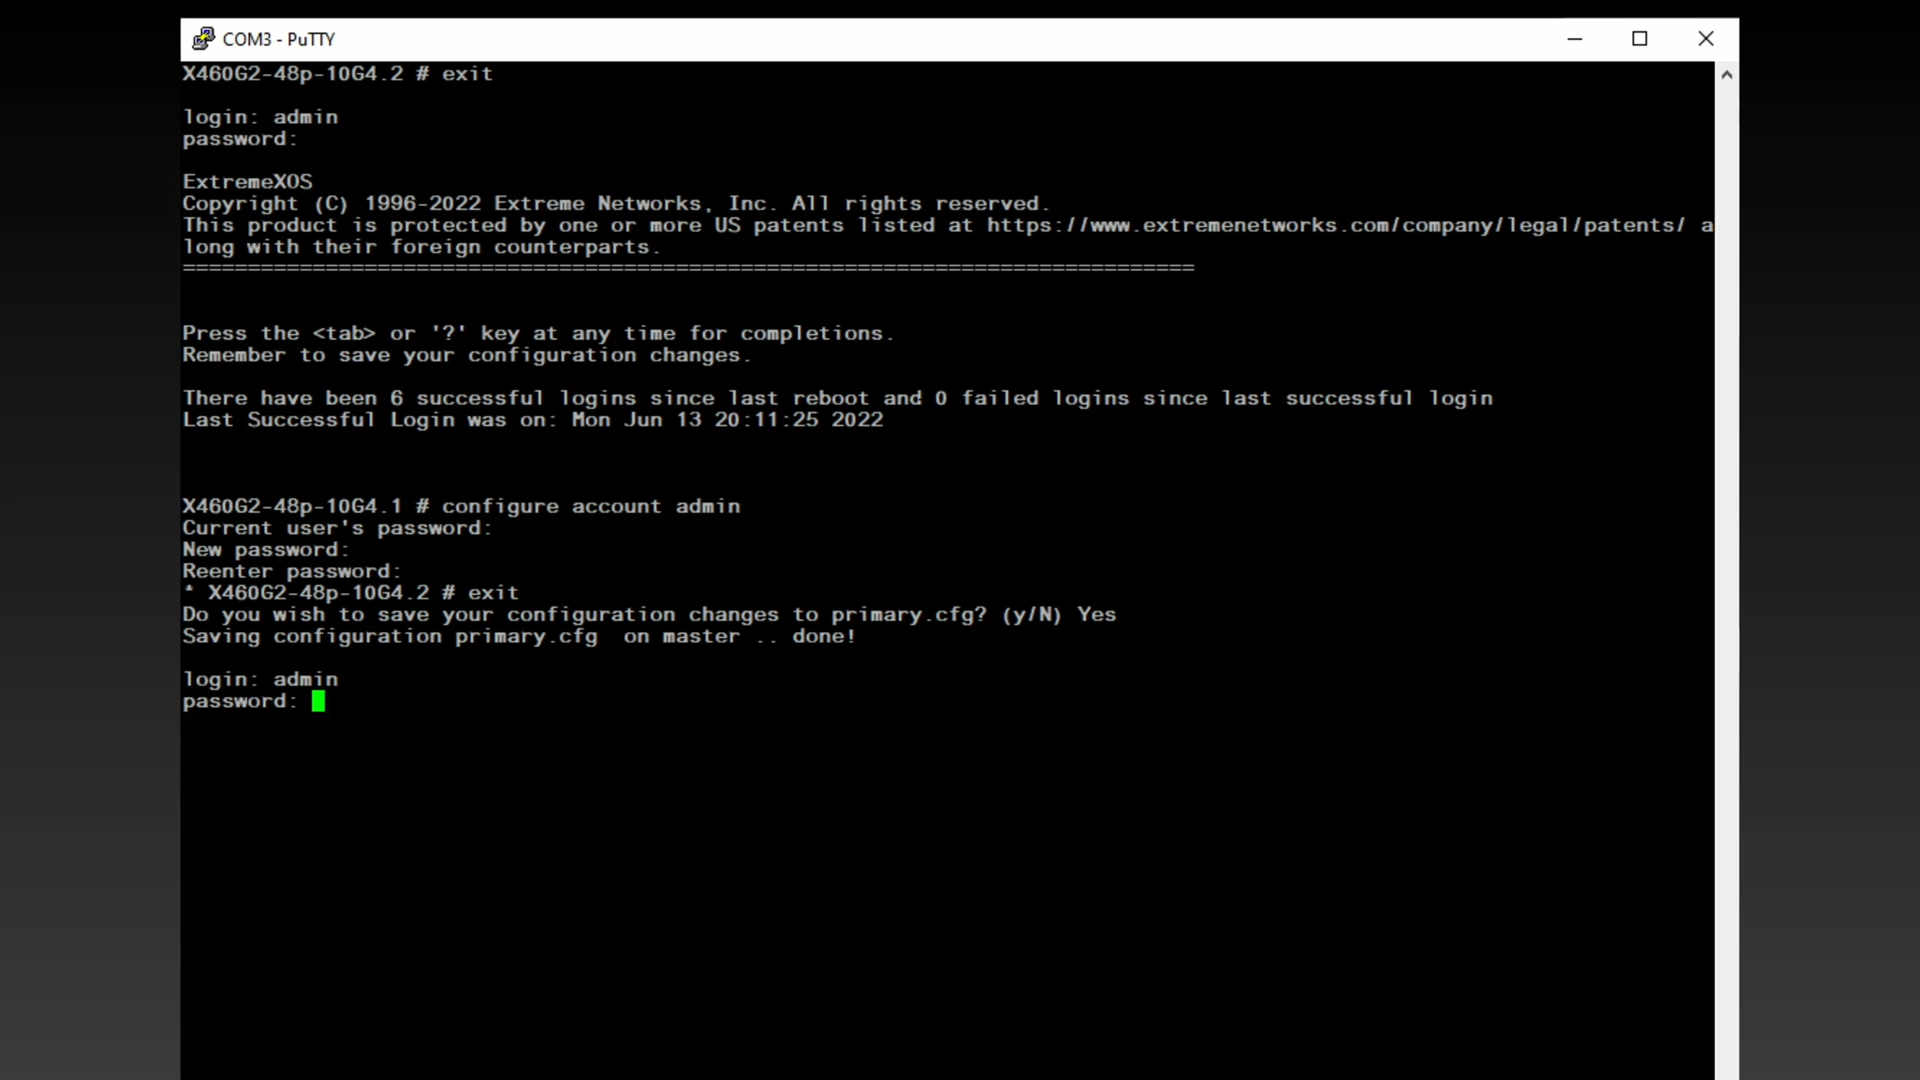 COM3 - PuTTY
X460G2-48p-10G4.2 # exit
login: admin
password:
ExtremeXOS
Copyright (C) 1996-2022 Extreme Networks, Inc. All rights reserved.
This product is protected by one or more US patents listed at https://www.extremenetworks.com/company/legal/patents/ a
long with their foreign counterparts.
==============================================================================
Press the <tab> or '?' key at any time for completions.
Remember to save your configuration changes.
There have been 6 successful logins since last reboot and 0 failed logins since last successful login
Last Successful Login was on: Mon Jun 13 20:11:25 2022
X460G2-48p-10G4.1 # configure account admin
Current user's password:
New password:
Reenter password:
* X460G2-48p-10G4.2 # exit
Do you wish to save your configuration changes to primary.cfg? (y/N) Yes
Saving configuration primary.cfg  on master .. done!
login: admin
password: